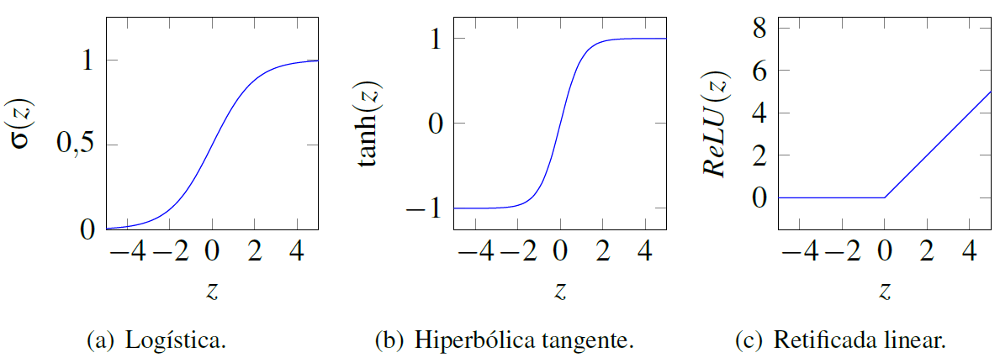 σ(z)
1
0,5
0
−4 −2 0 2 4
z
(a) Logística.
tanh(z)
1
0
−1
−4 −2 0 2 4
z
(b) Hiperbólica tangente.
ReLU(z)
8
6
4
2
0
−4 −2 0 2 4
z
(c) Retificada linear.